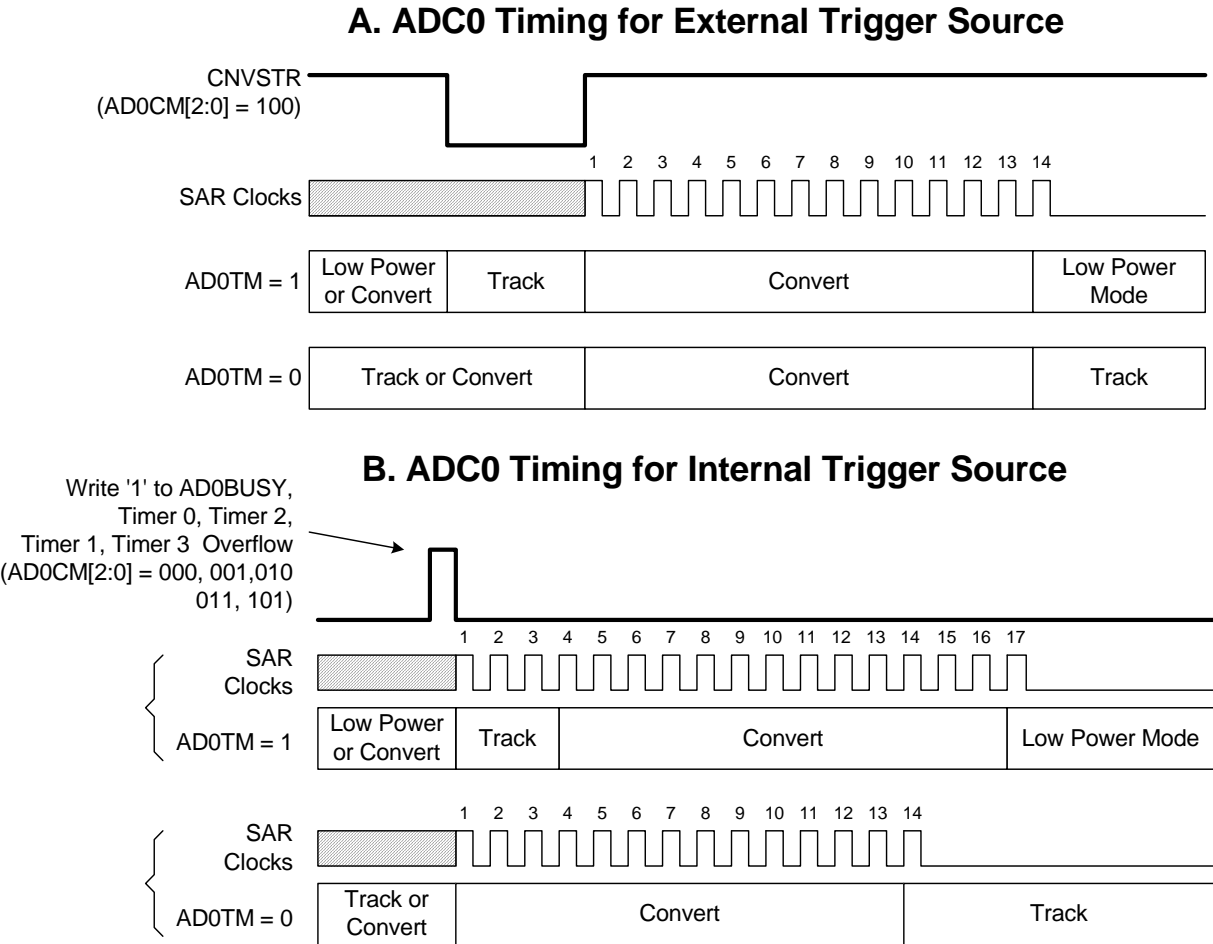 A. ADC0 Timing for External Trigger Source
CNVSTR
(AD0CM[2:0] = 100)
1 2 3 4 5 6 7 8 9 10 11 12 13 14
SAR Clocks
AD0TM = 1
Low Power
or Convert
Track
Convert
Low Power
Mode
AD0TM = 0
Track or Convert
Convert
Track
B. ADC0 Timing for Internal Trigger Source
Write '1' to AD0BUSY,
Timer 0, Timer 2,
Timer 1, Timer 3 Overflow
(AD0CM[2:0] = 000, 001,010
011, 101)
1 2 3 4 5 6 7 8 9 10 11 12 13 14 15 16 17
SAR
Clocks
AD0TM = 1
Low Power
or Convert
Track
Convert
Low Power Mode
1 2 3 4 5 6 7 8 9 10 11 12 13 14
SAR
Clocks
AD0TM = 0
Track or
Convert
Convert
Track